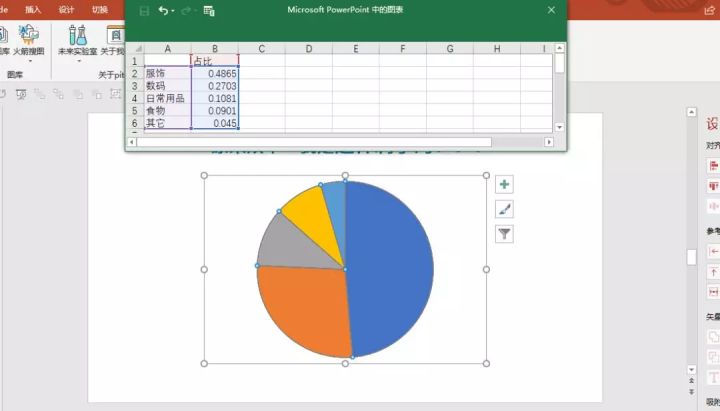 de 插入 设计 切换
Microsoft PowerPoint 中的图表
图库 火箭搜图
未来实验室 关于我
图库 关于pi
A B C D E F G H I
1 占比
2 服饰 0.4865
3 数码 0.2703
4 日常用品 0.1081
5 食物 0.0901
6 其它 0.045
设
对齐
参考
矢量
吸附